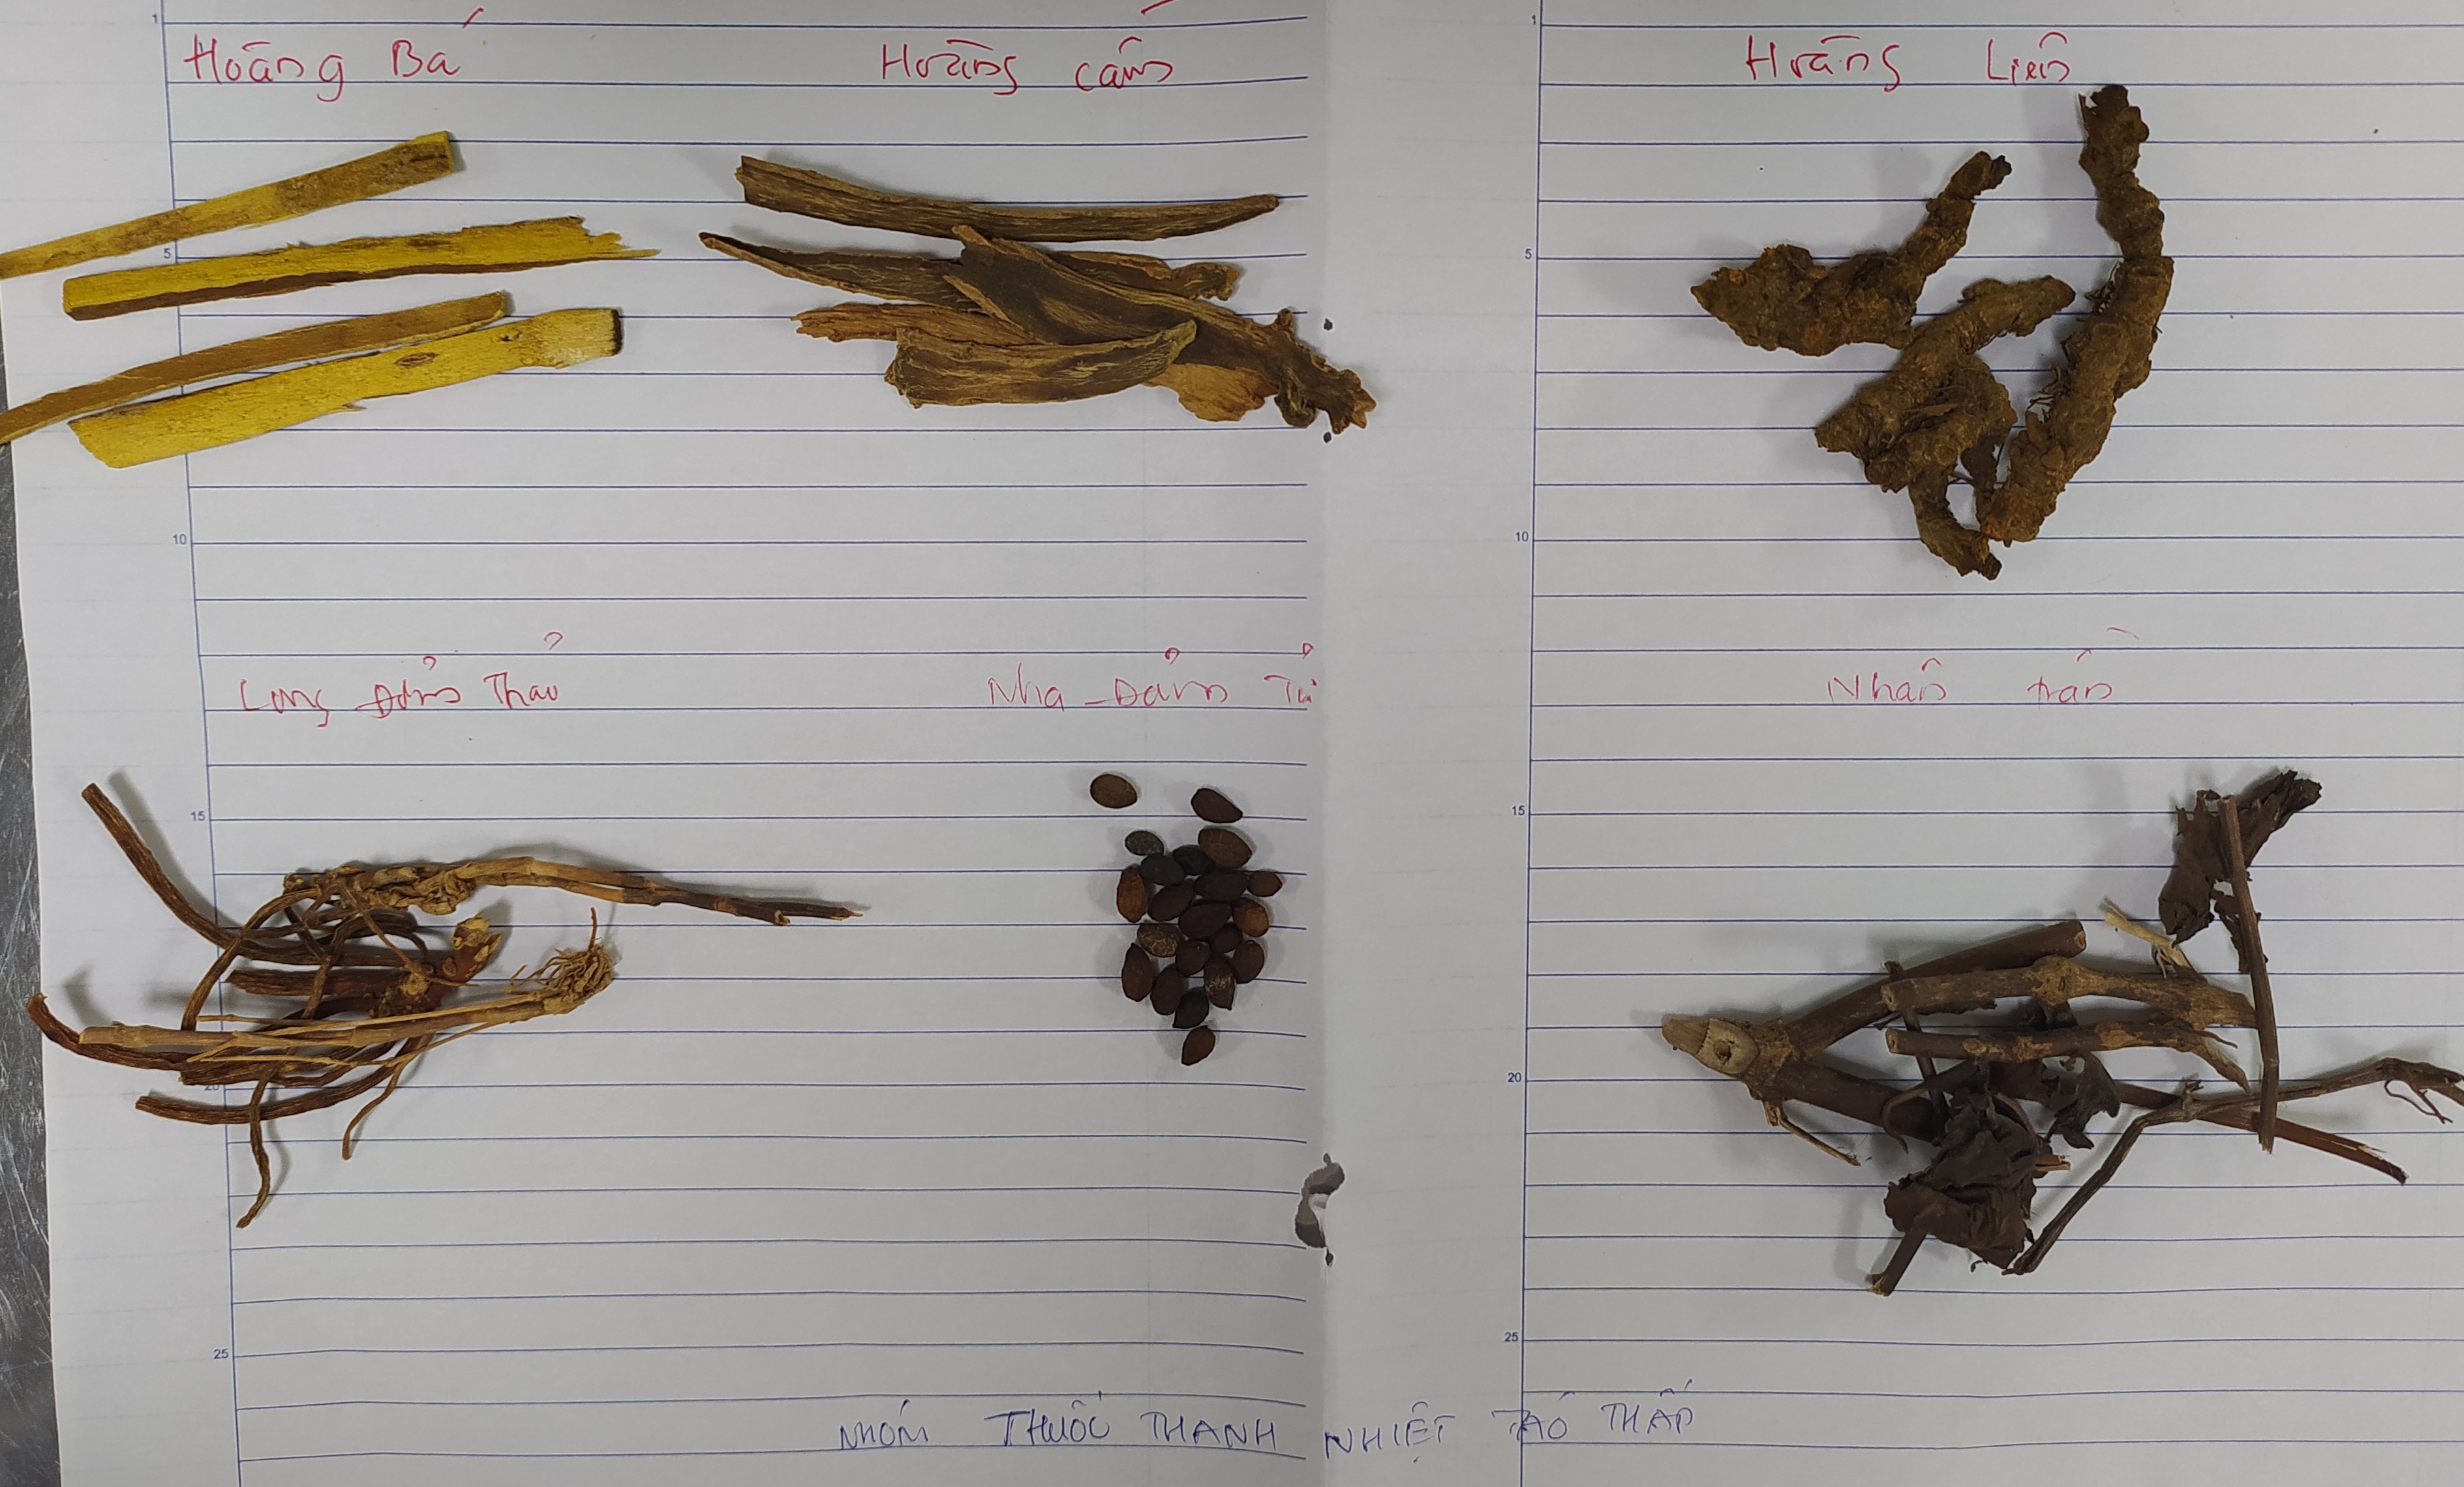 1 1
Hoàng Bá Hoàng cầm Hoàng Liên
5 5
10 10
Long Đởm Thảo Nha Đảm Tử Nhân trần
15 15
20 20
25 25
NHÓM THUỐC THANH NHIỆT TÁO THẤP